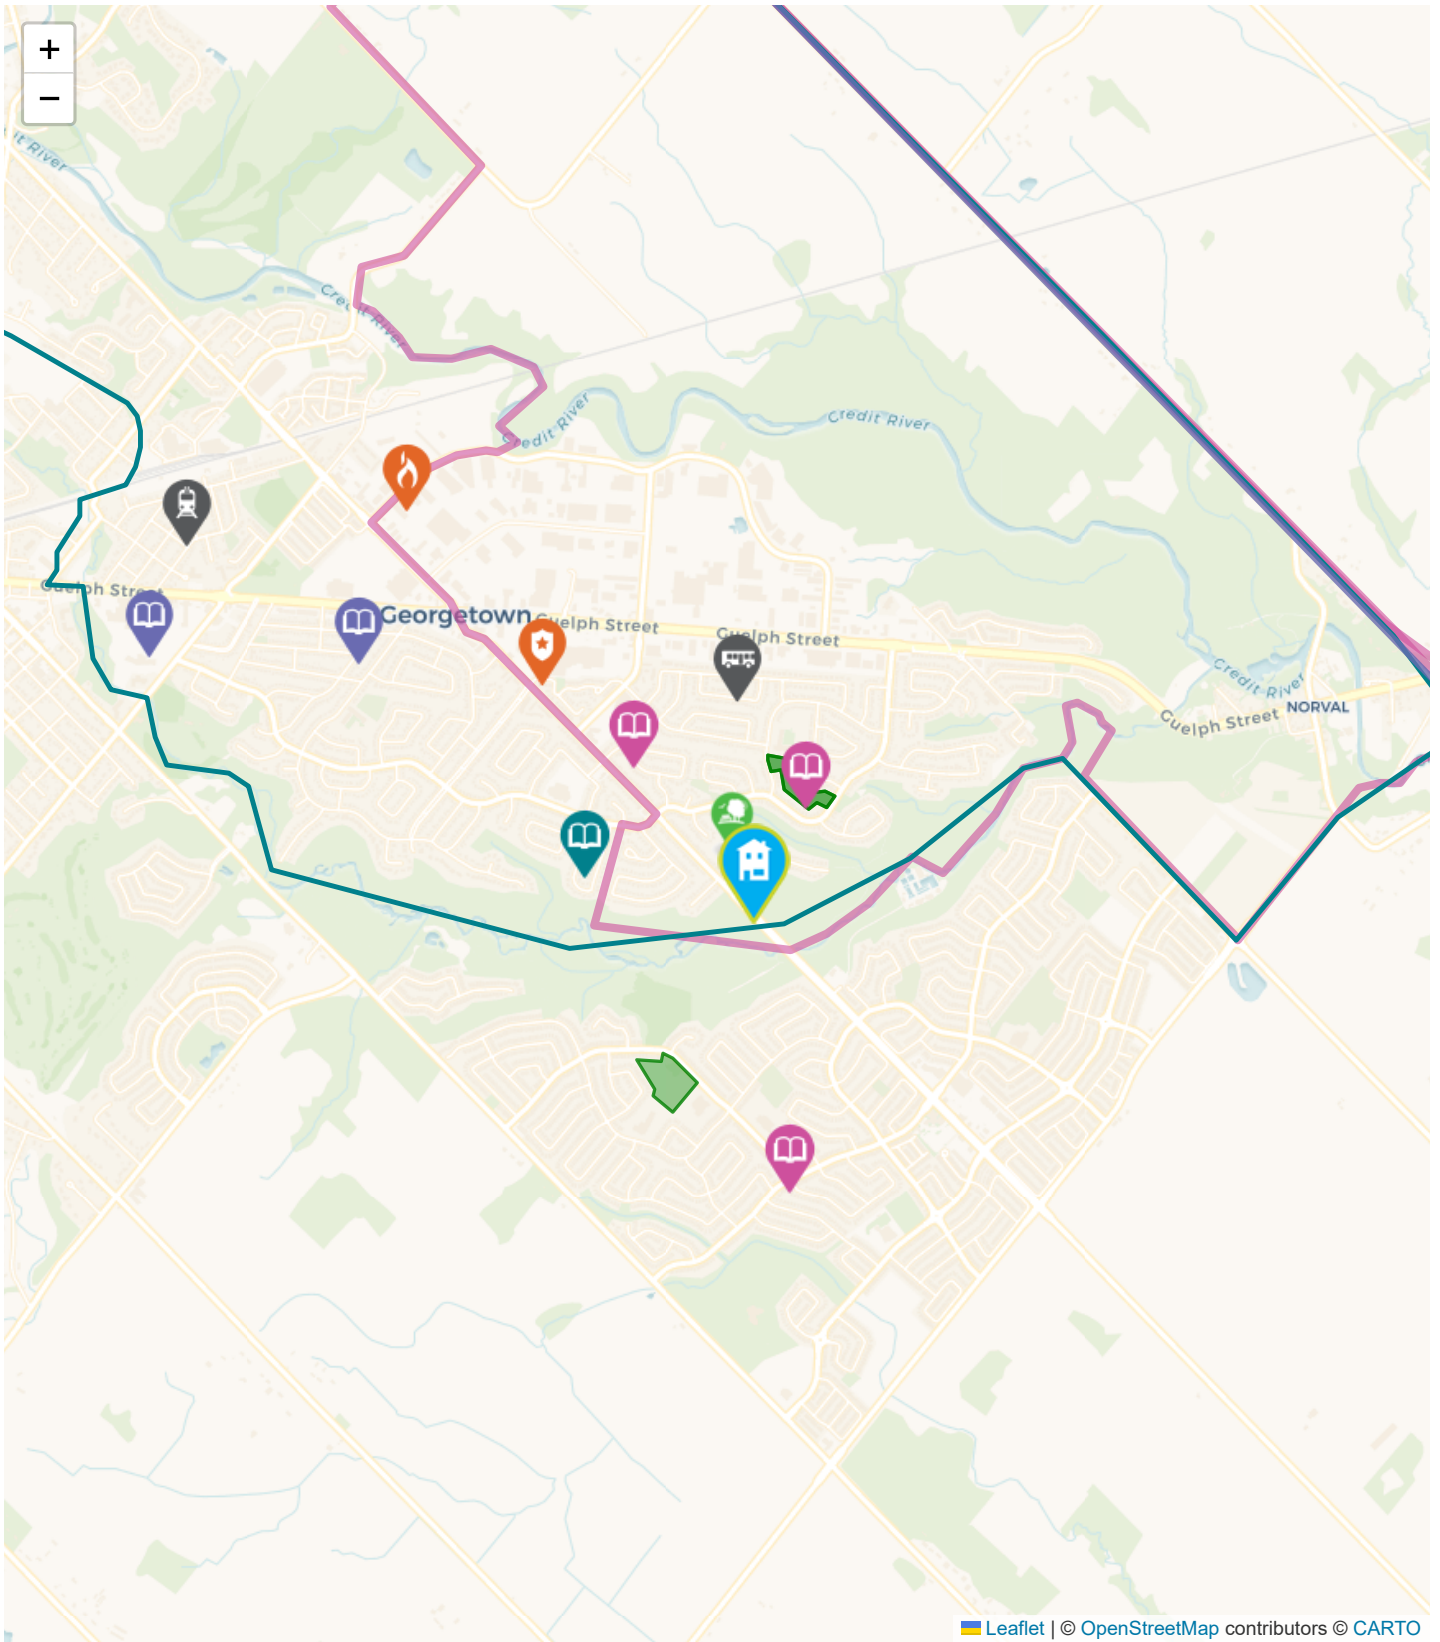 +
−
it River
Credit River
Credit River
Credit River
Guelph Street
Georgetown
Guelph Street
Guelph Street
Credit River
NORVAL
Guelph Street
Leaflet | © OpenStreetMap contributors © CARTO